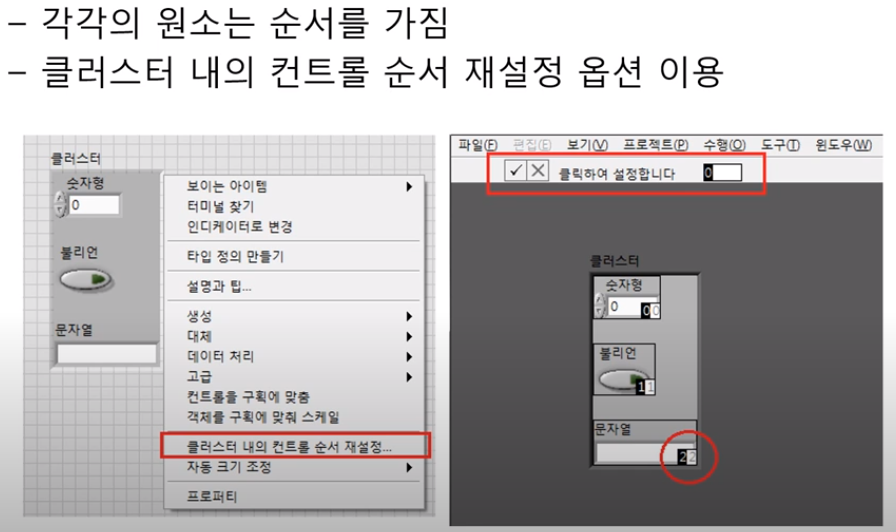 – 각각의 원소는 순서를 가짐
– 클러스터 내의 컨트롤 순서 재설정 옵션 이용
클러스터
숫자형
0
불리언
문자열
보이는 아이템
터미널 찾기
인디케이터로 변경
타입 정의 만들기
설명과 팁...
생성
대체
데이터 처리
고급
컨트롤을 구획에 맞춤
객체를 구획에 맞춰 스케일
클러스터 내의 컨트롤 순서 재설정...
자동 크기 조정
프로퍼티
파일(F) 편집(E) 보기(V) 프로젝트(P) 수행(O) 도구(T) 윈도우(W)
클릭하여 설정합니다 0
클러스터
숫자형
0 0 0
불리언
1 1
문자열
2 2